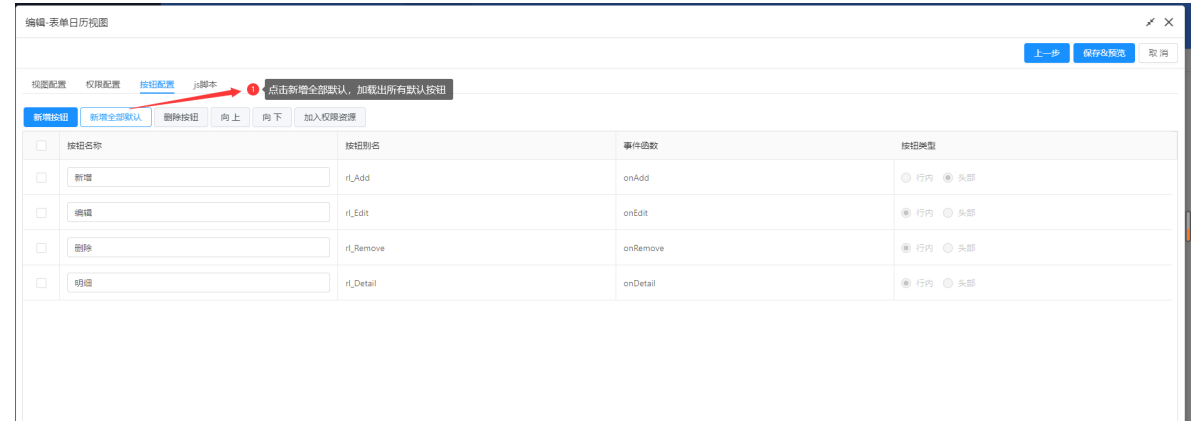 编辑-表单日历视图
上一步 保存&预览 取 消
视图配置 权限配置 按钮配置 js脚本
1 点击新增全部默认，加载出所有默认按钮
新增按钮 新增全部默认 删除按钮 向上 向下 加入权限资源
按钮名称 按钮别名 事件函数 按钮类型
新增 rl_Add onAdd 行内 头部
编辑 rl_Edit onEdit 行内 头部
删除 rl_Remove onRemove 行内 头部
明细 rl_Detail onDetail 行内 头部